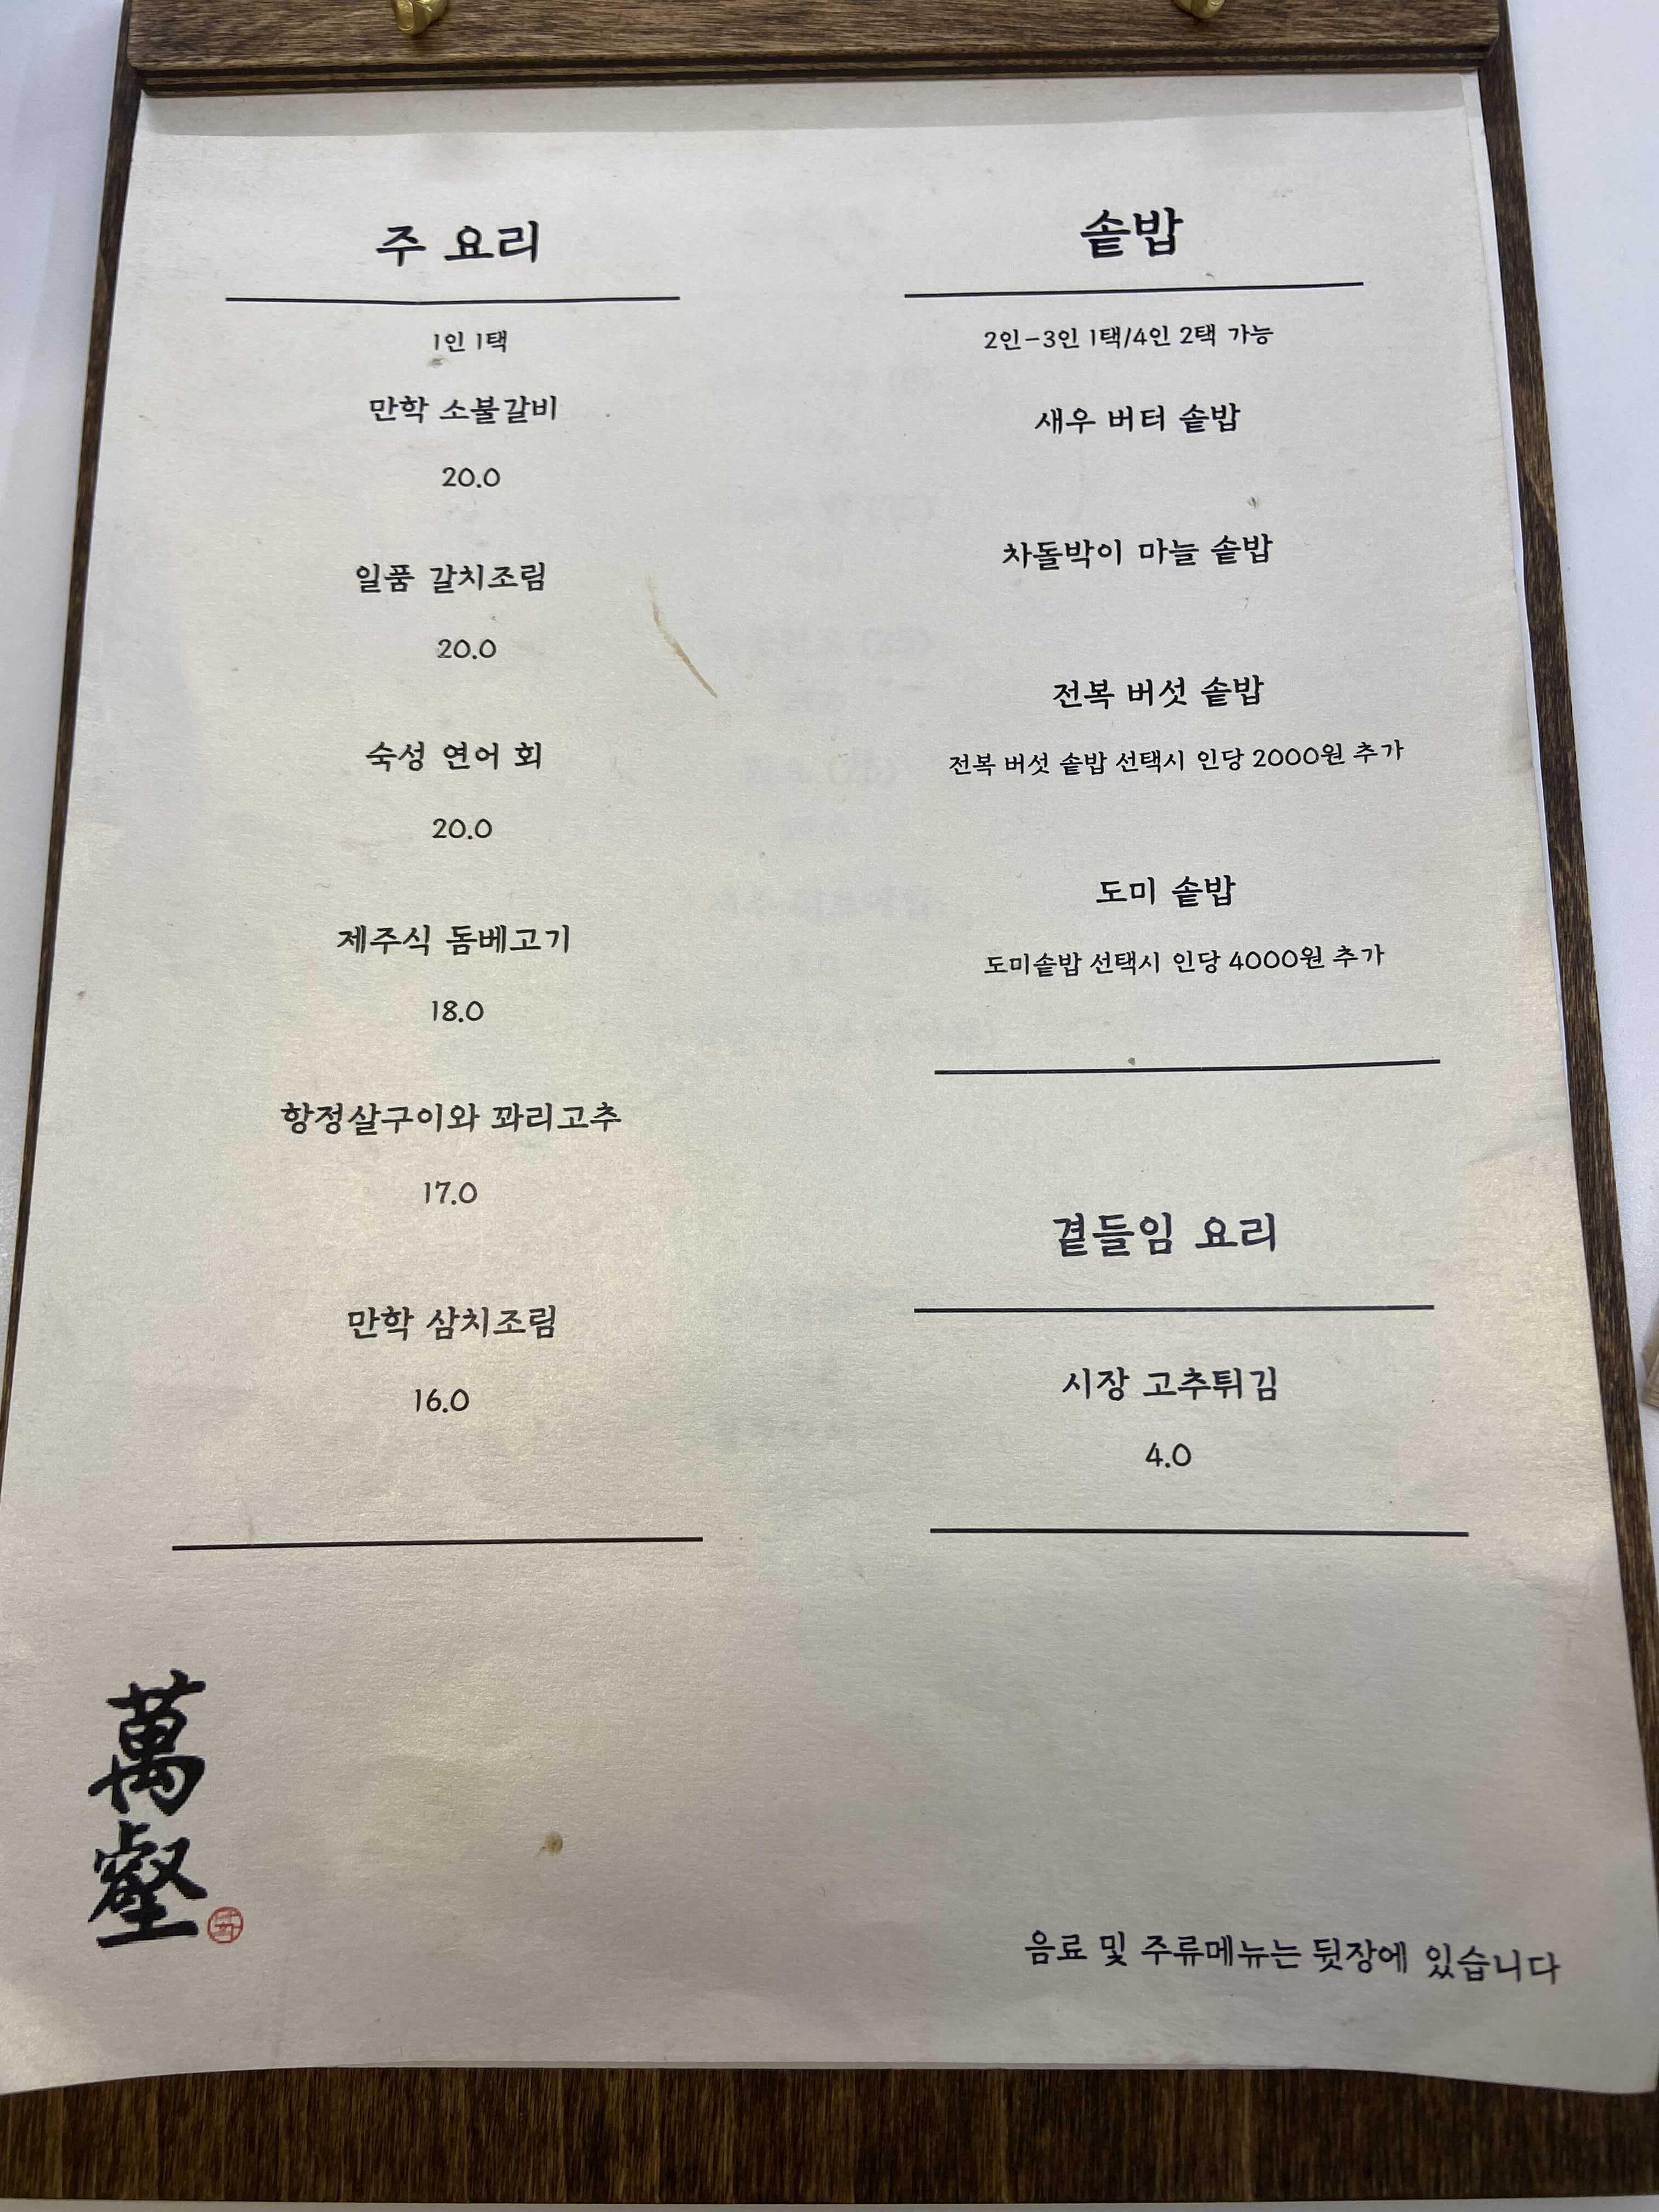 주 요리
1인 1택
만학 소불갈비
20.0
일품 갈치조림
20.0
숙성 연어 회
20.0
제주식 돔베고기
18.0
항정살구이와 꽈리고추
17.0
만학 삼치조림
16.0
솥밥
2인-3인 1택/4인 2택 가능
새우 버터 솥밥
차돌박이 마늘 솥밥
전복 버섯 솥밥
전복 버섯 솥밥 선택시 인당 2000원 추가
도미 솥밥
도미솥밥 선택시 인당 4000원 추가
곁들임 요리
시장 고추튀김
4.0
萬
壑
음료 및 주류메뉴는 뒷장에 있습니다